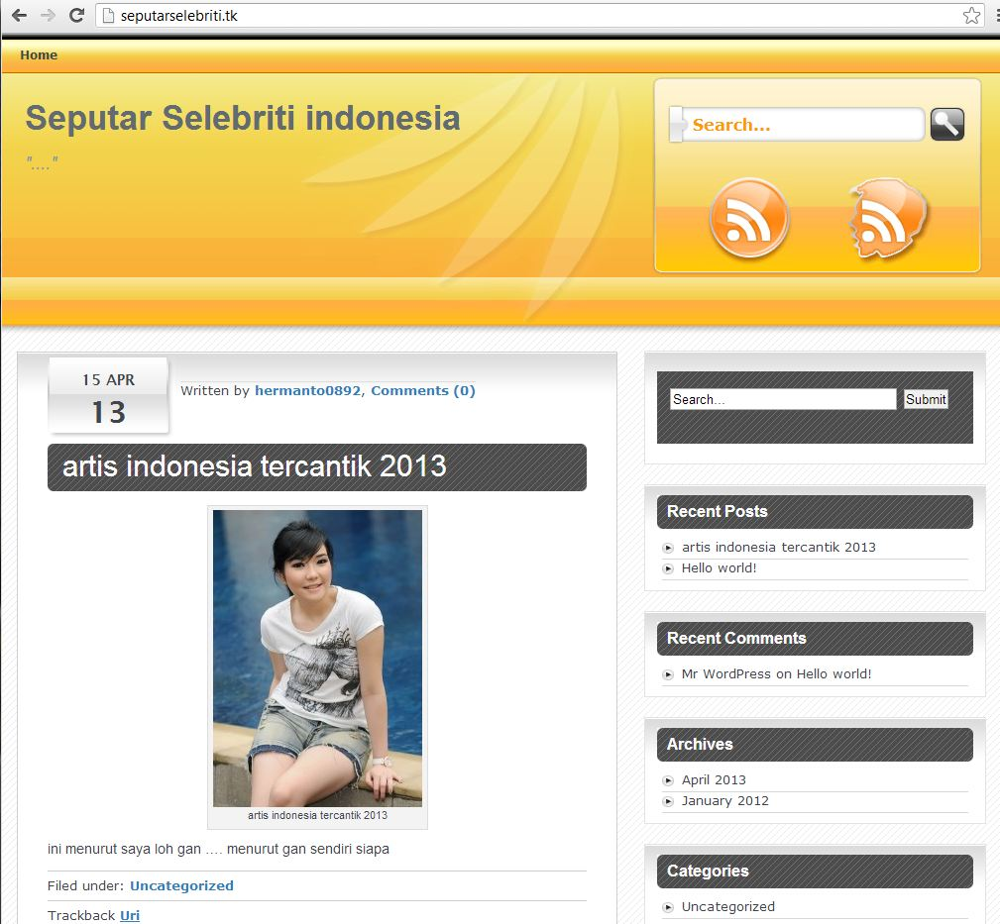 seputarselebriti.tk
Home
Seputar Selebriti indonesia
"...."
Search...
15 APR
13
Written by hermanto0892, Comments (0)
artis indonesia tercantik 2013
artis indonesia tercantik 2013
ini menurut saya loh gan .... menurut gan sendiri siapa
Filed under: Uncategorized
Trackback Uri
Search... Submit
Recent Posts
artis indonesia tercantik 2013
Hello world!
Recent Comments
Mr WordPress on Hello world!
Archives
April 2013
January 2012
Categories
Uncategorized